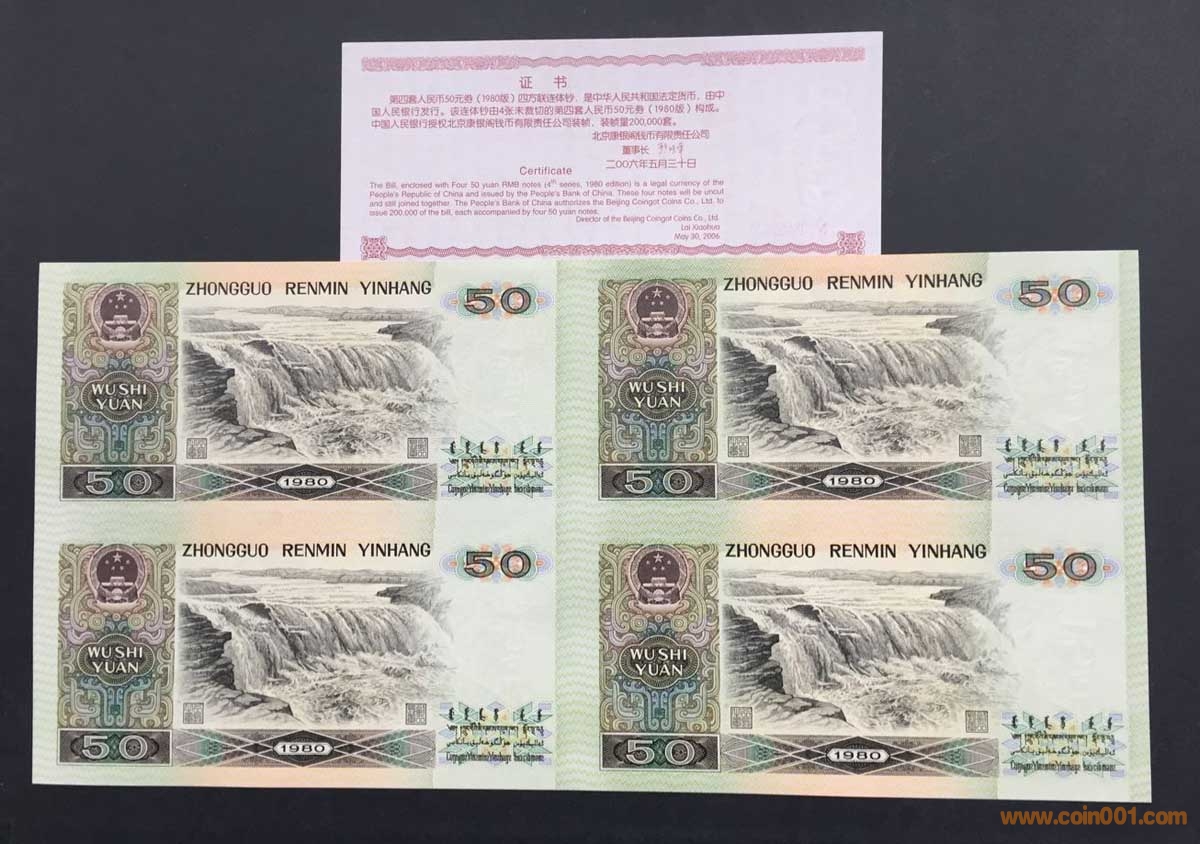 证 书
第四套人民币50元券（1980版）四方联连体钞，是中华人民共和国法定货币，由中
国人民银行发行。该连体钞由4张未裁切的第四套人民币50元券（1980版）构成。
中国人民银行授权北京康银阁钱币有限责任公司装帧，装帧量200,000套。
北京康银阁钱币有限责任公司
董事长
二〇〇六年五月三十日
Certificate
The Bill, enclosed with Four 50 yuan RMB notes (4th series, 1980 edition) is a legal currency of the
People's Republic of China and issued by the People's Bank of China. These four notes will be uncut
and still joined together. The People's Bank of China authorizes the Beijing Coingot Coins Co., Ltd. to
issue 200,000 of the bill, each accompanied by four 50 yuan notes.
Director of the Beijing Coingot Coins Co., Ltd.
Lai Xiaohua
May 30, 2006
ZHONGGUO RENMIN YINHANG
50
WU SHI
YUAN
50
1980
ZHONGGUO RENMIN YINHANG
50
WU SHI
YUAN
50
1980
ZHONGGUO RENMIN YINHANG
50
WU SHI
YUAN
50
1980
ZHONGGUO RENMIN YINHANG
50
WU SHI
YUAN
50
1980
www.coin001.com